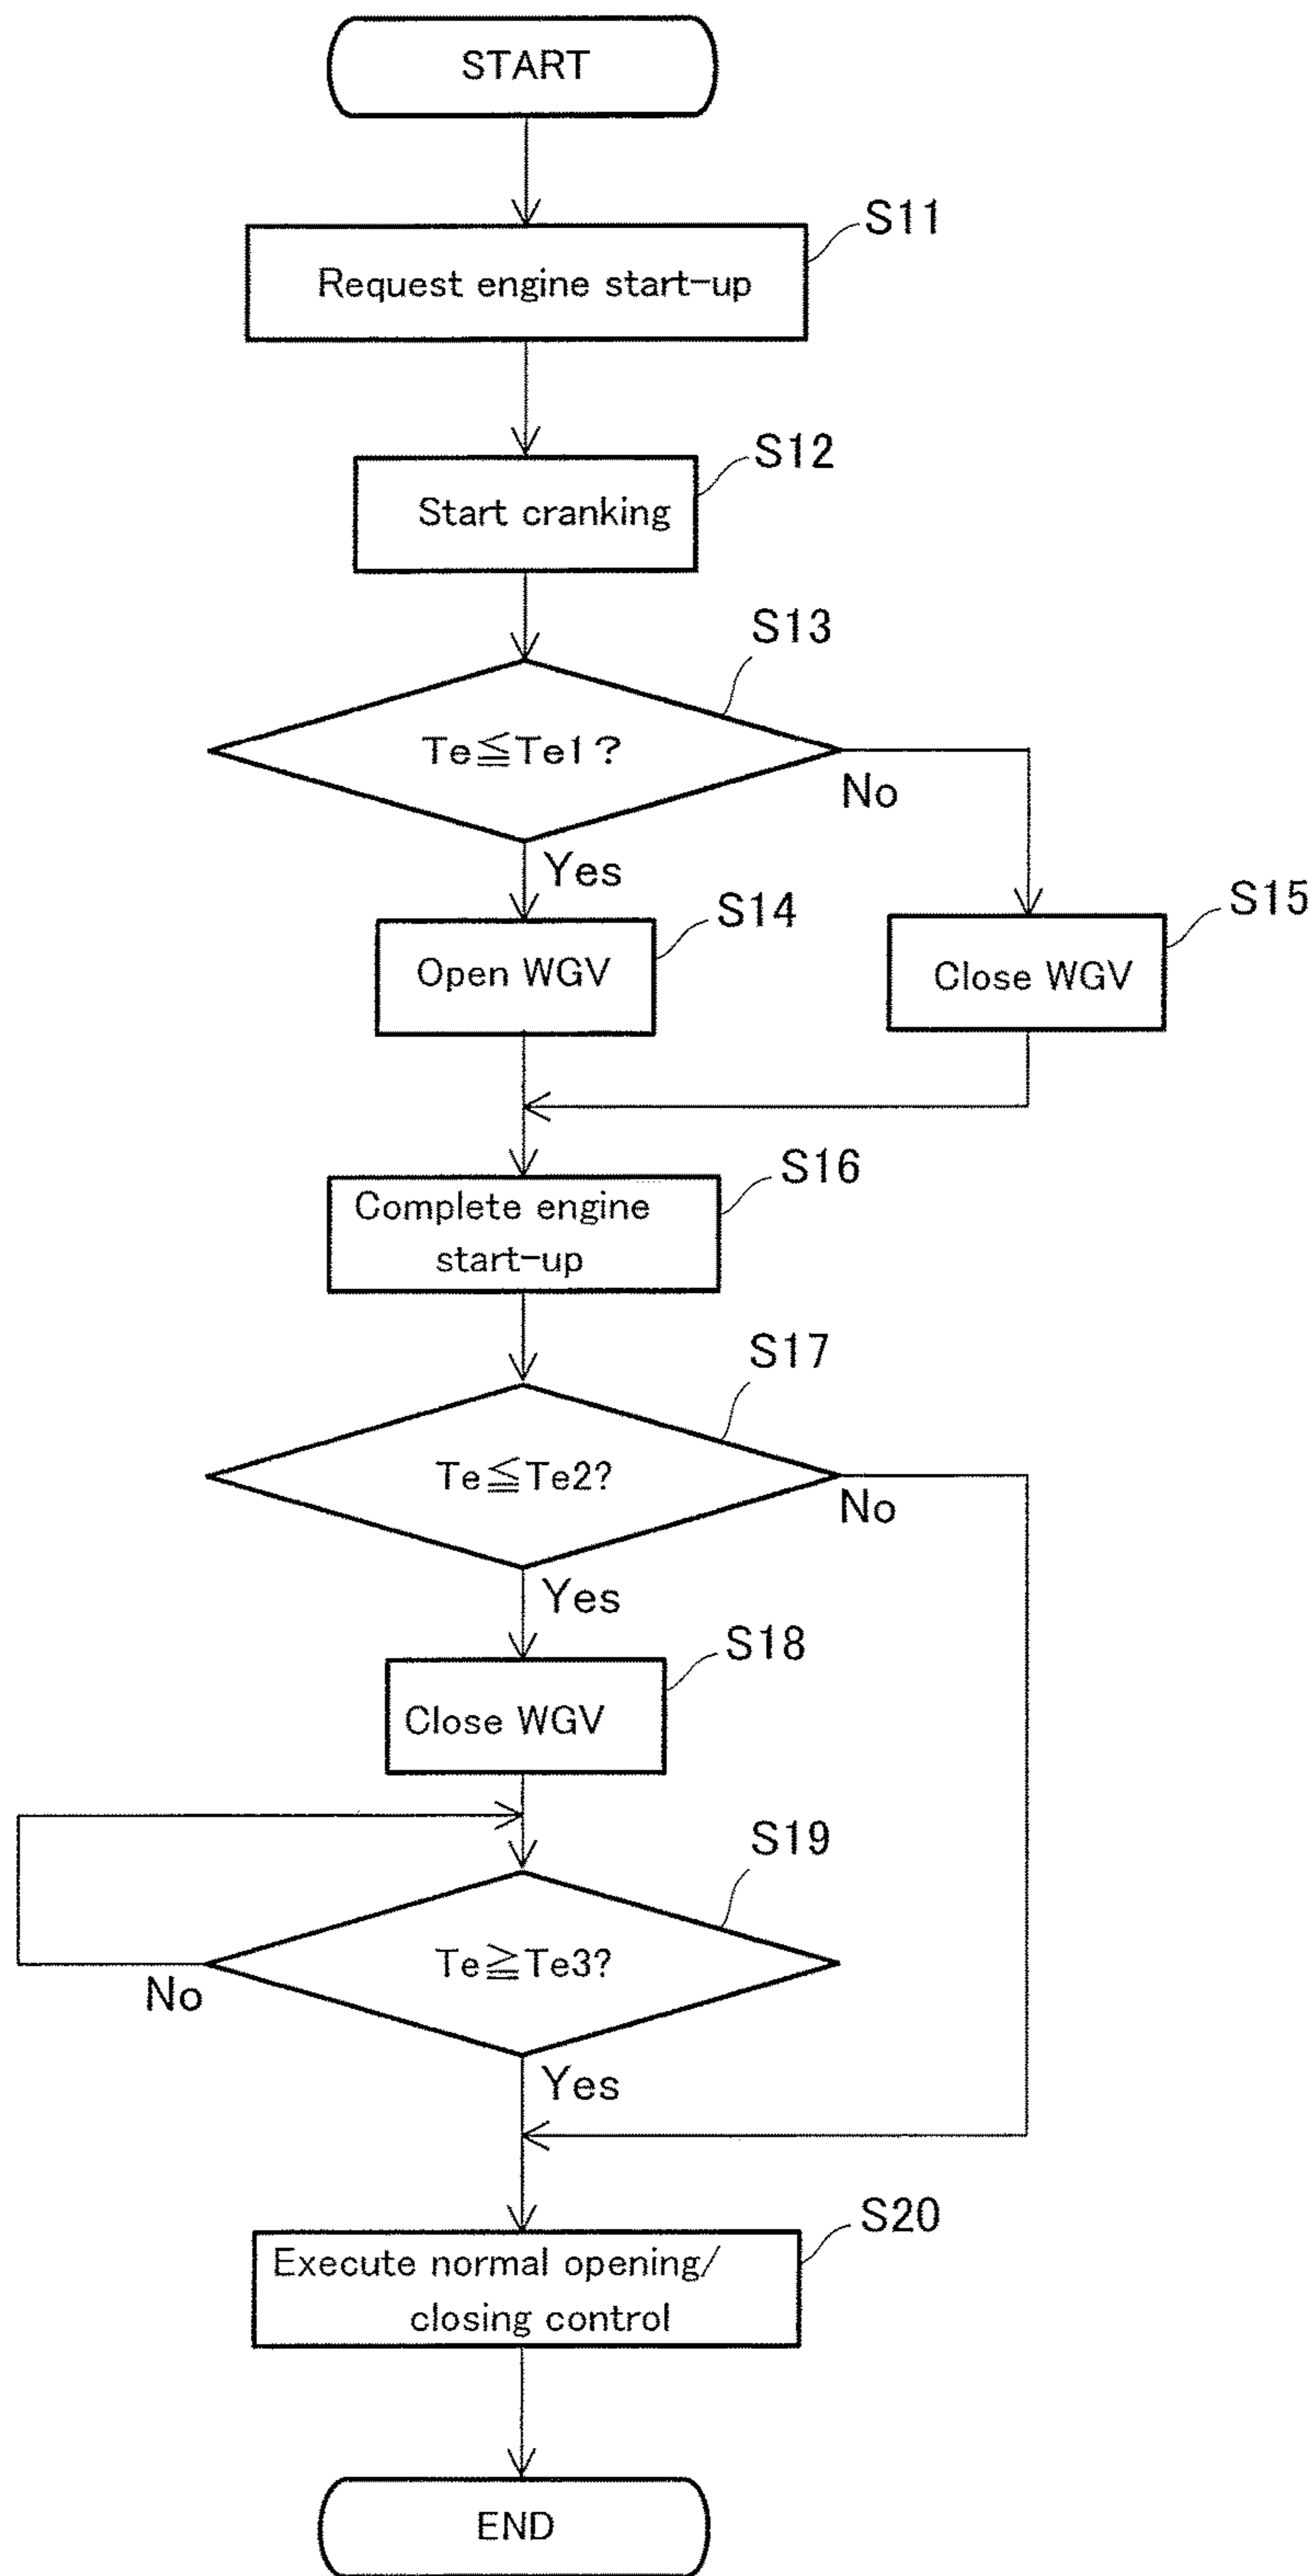 START
S11
Request engine start-up
S12
Start cranking
S13
Te≦Te1?
No
Yes
S14
Open WGV
S15
Close WGV
S16
Complete engine
start-up
S17
Te≦Te2?
No
Yes
S18
Close WGV
S19
Te≧Te3?
No
Yes
S20
Execute normal opening/
closing control
END